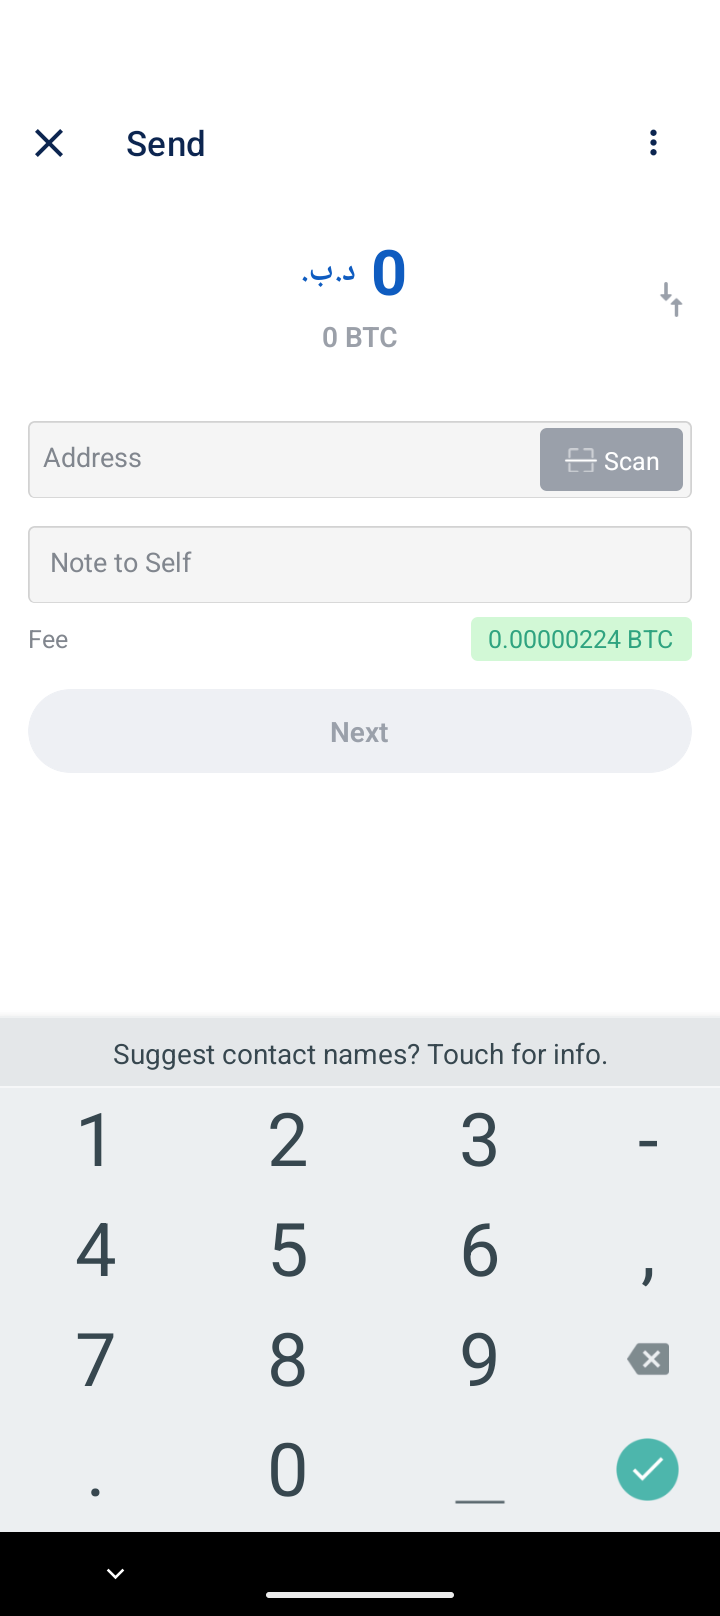 Send
د.ب. 0
0 BTC
Address
Scan
Note to Self
Fee
0.00000224 BTC
Next
Suggest contact names? Touch for info.
1 2 3 -
4 5 6 ,
7 8 9
. 0 _